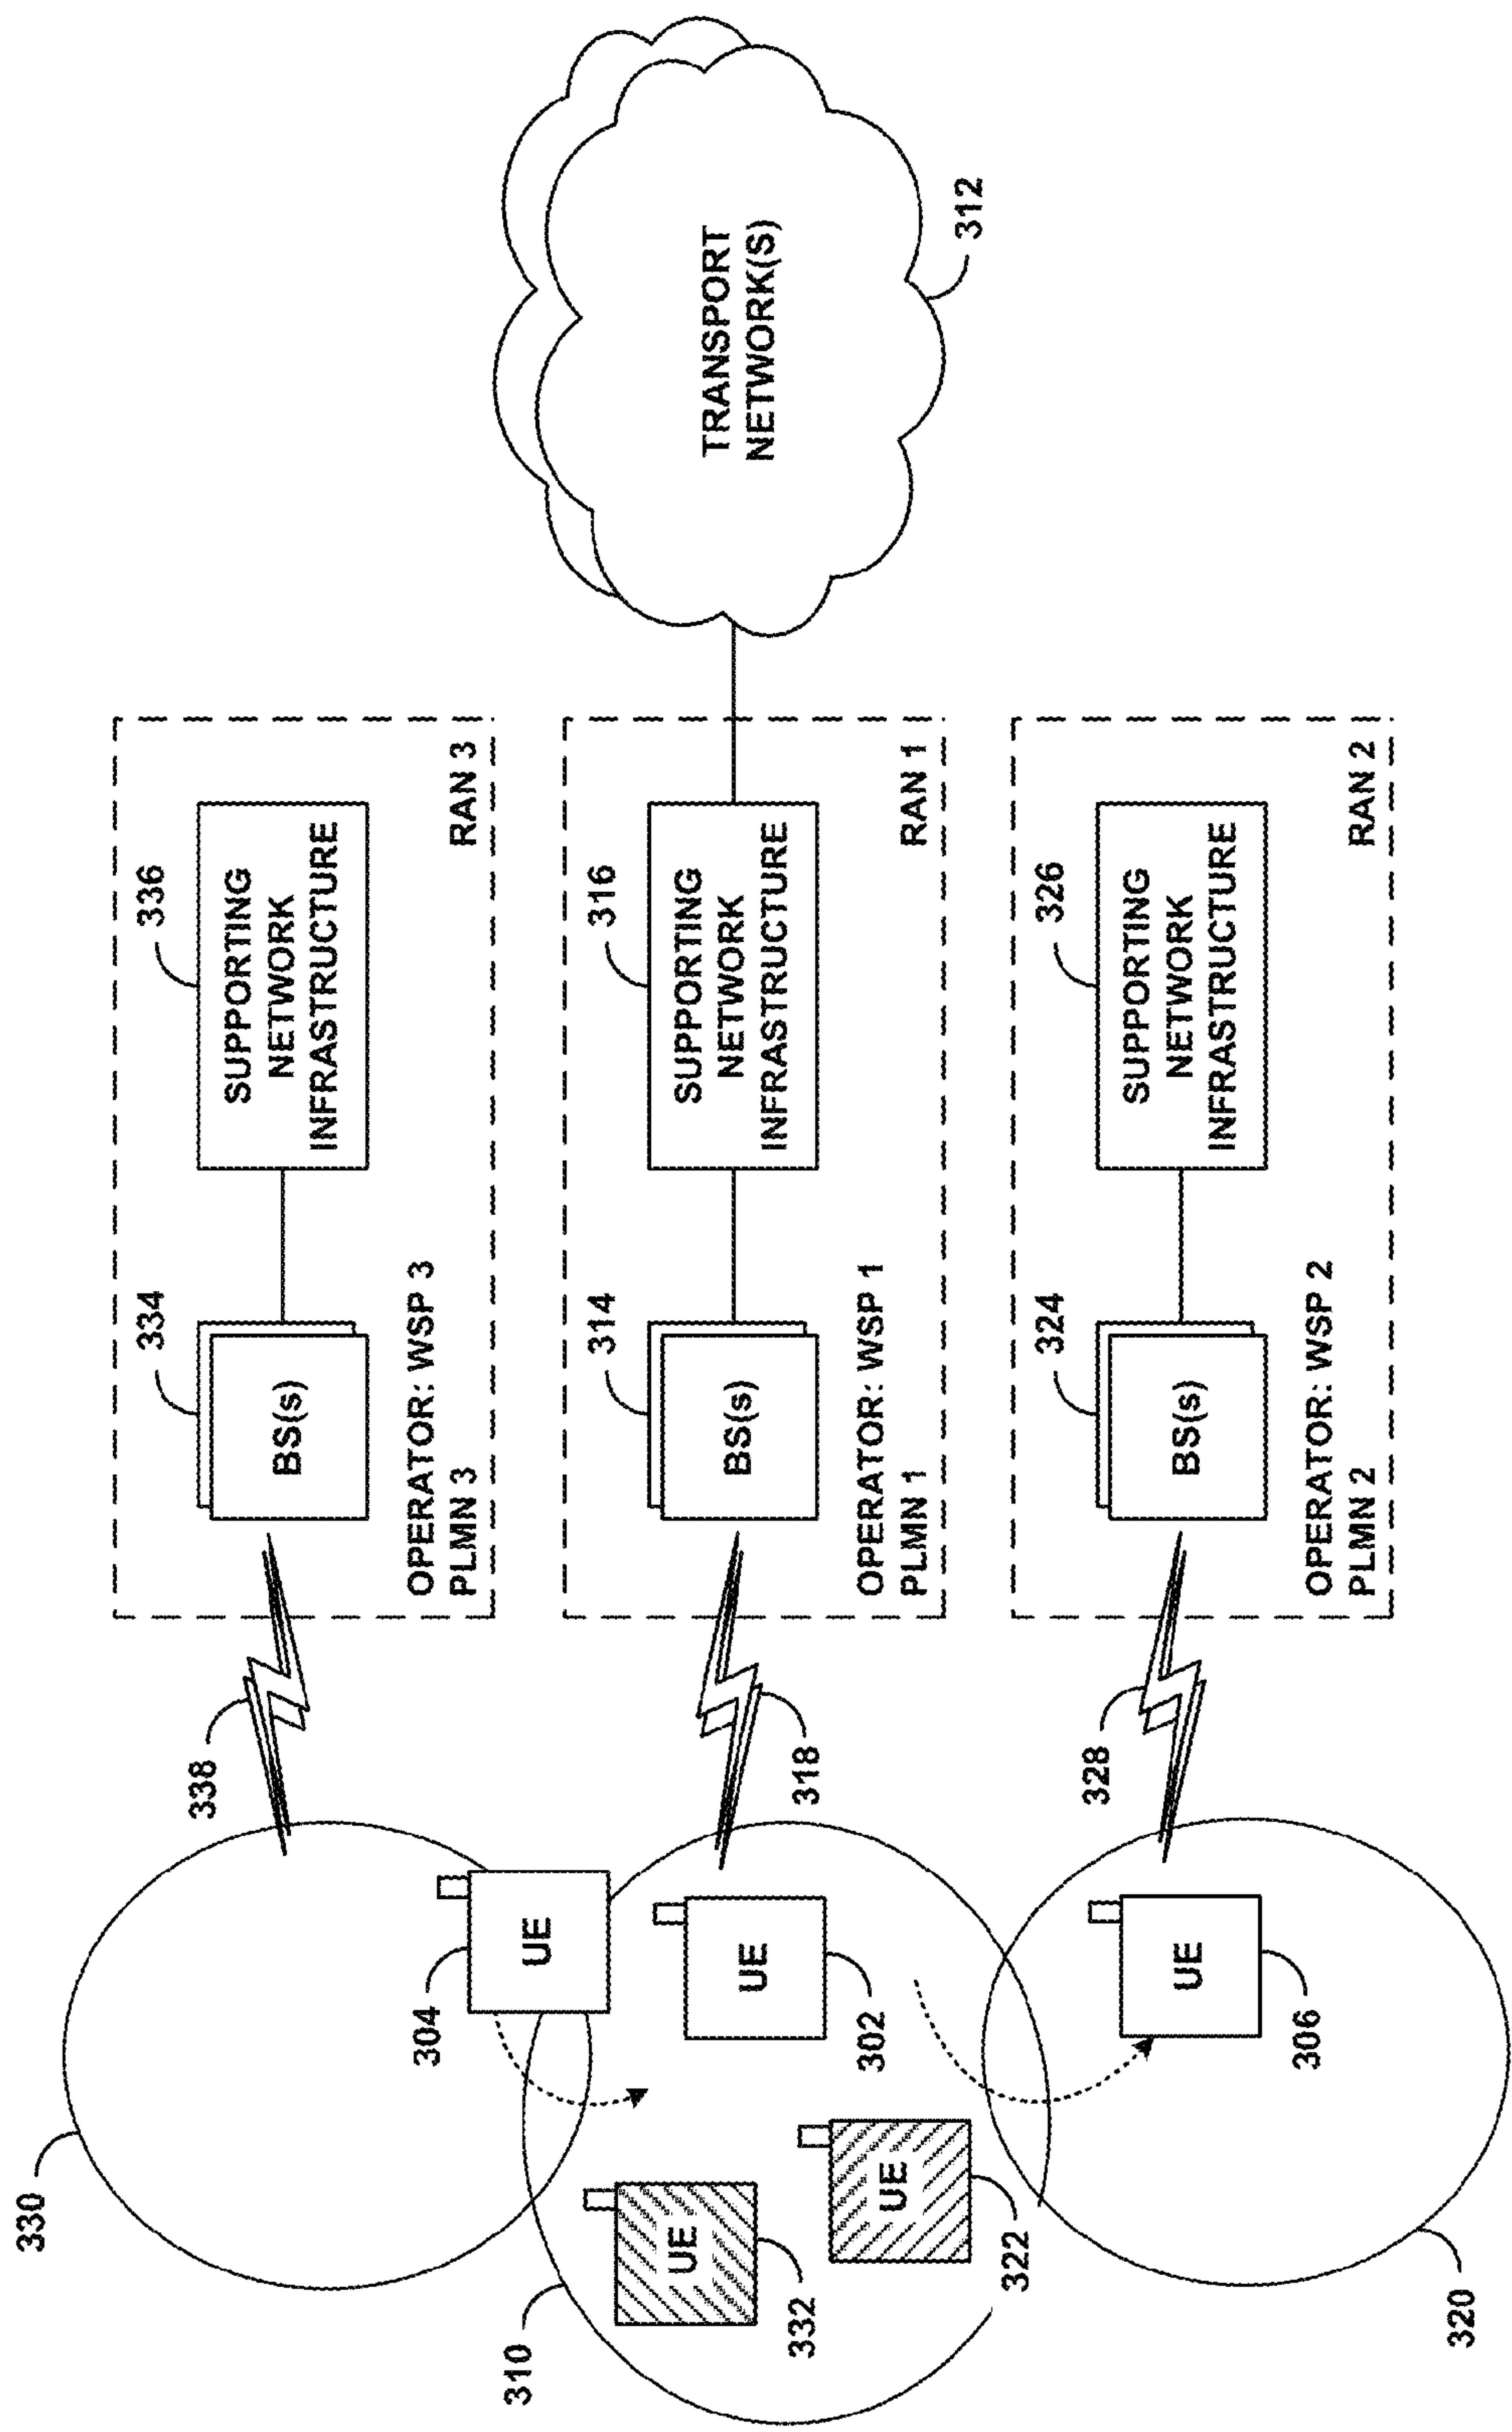 330
338
334
336
BS(s)
SUPPORTING
NETWORK
INFRASTRUCTURE
OPERATOR: WSP 3
PLMN 3
RAN 3
304
UE
310
332
UE
UE
302
322
UE
318
314
316
BS(s)
SUPPORTING
NETWORK
INFRASTRUCTURE
OPERATOR: WSP 1
PLMN 1
RAN 1
TRANSPORT
NETWORK(S)
312
320
UE
306
328
324
326
BS(s)
SUPPORTING
NETWORK
INFRASTRUCTURE
OPERATOR: WSP 2
PLMN 2
RAN 2